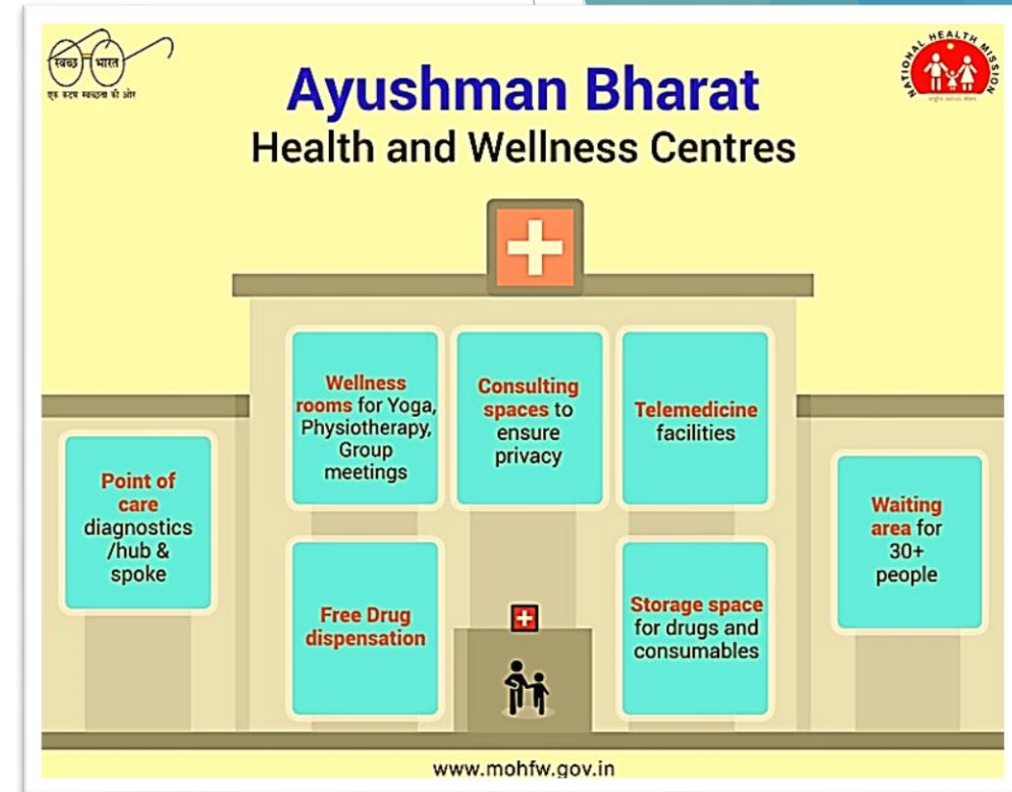 स्वच्छ भारत
एक कदम स्वच्छता की ओर
NATIONAL HEALTH MISSION
Ayushman Bharat
Health and Wellness Centres
Wellness
rooms for Yoga,
Physiotherapy,
Group
meetings
Consulting
spaces to
ensure
privacy
Telemedicine
facilities
Point of
care
diagnostics
/hub &
spoke
Waiting
area for
30+
people
Free Drug
dispensation
Storage space
for drugs and
consumables
www.mohfw.gov.in